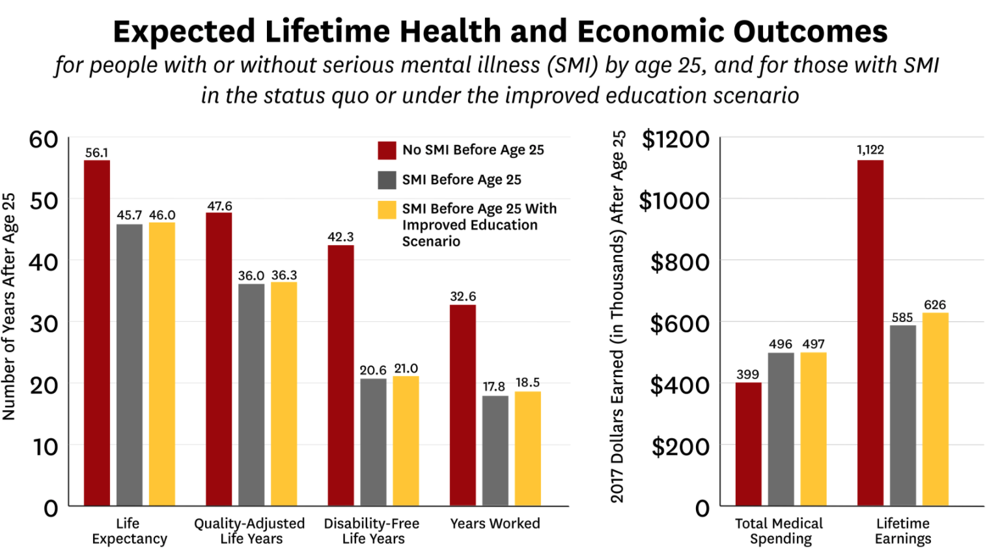 Expected Lifetime Health and Economic Outcomes
for people with or without serious mental illness (SMI) by age 25, and for those with SMI
in the status quo or under the improved education scenario
Number of Years After Age 25
60
50
40
30
20
10
0
No SMI Before Age 25
SMI Before Age 25
SMI Before Age 25 With
Improved Education
Scenario
56.1
45.7
46.0
47.6
36.0
36.3
42.3
20.6
21.0
32.6
17.8
18.5
Life
Expectancy
Quality-Adjusted
Life Years
Disability-Free
Life Years
Years Worked
2017 Dollars Earned (in Thousands) After Age 25
$1200
$1000
$800
$600
$400
$200
0
399
496
497
1,122
585
626
Total Medical
Spending
Lifetime
Earnings